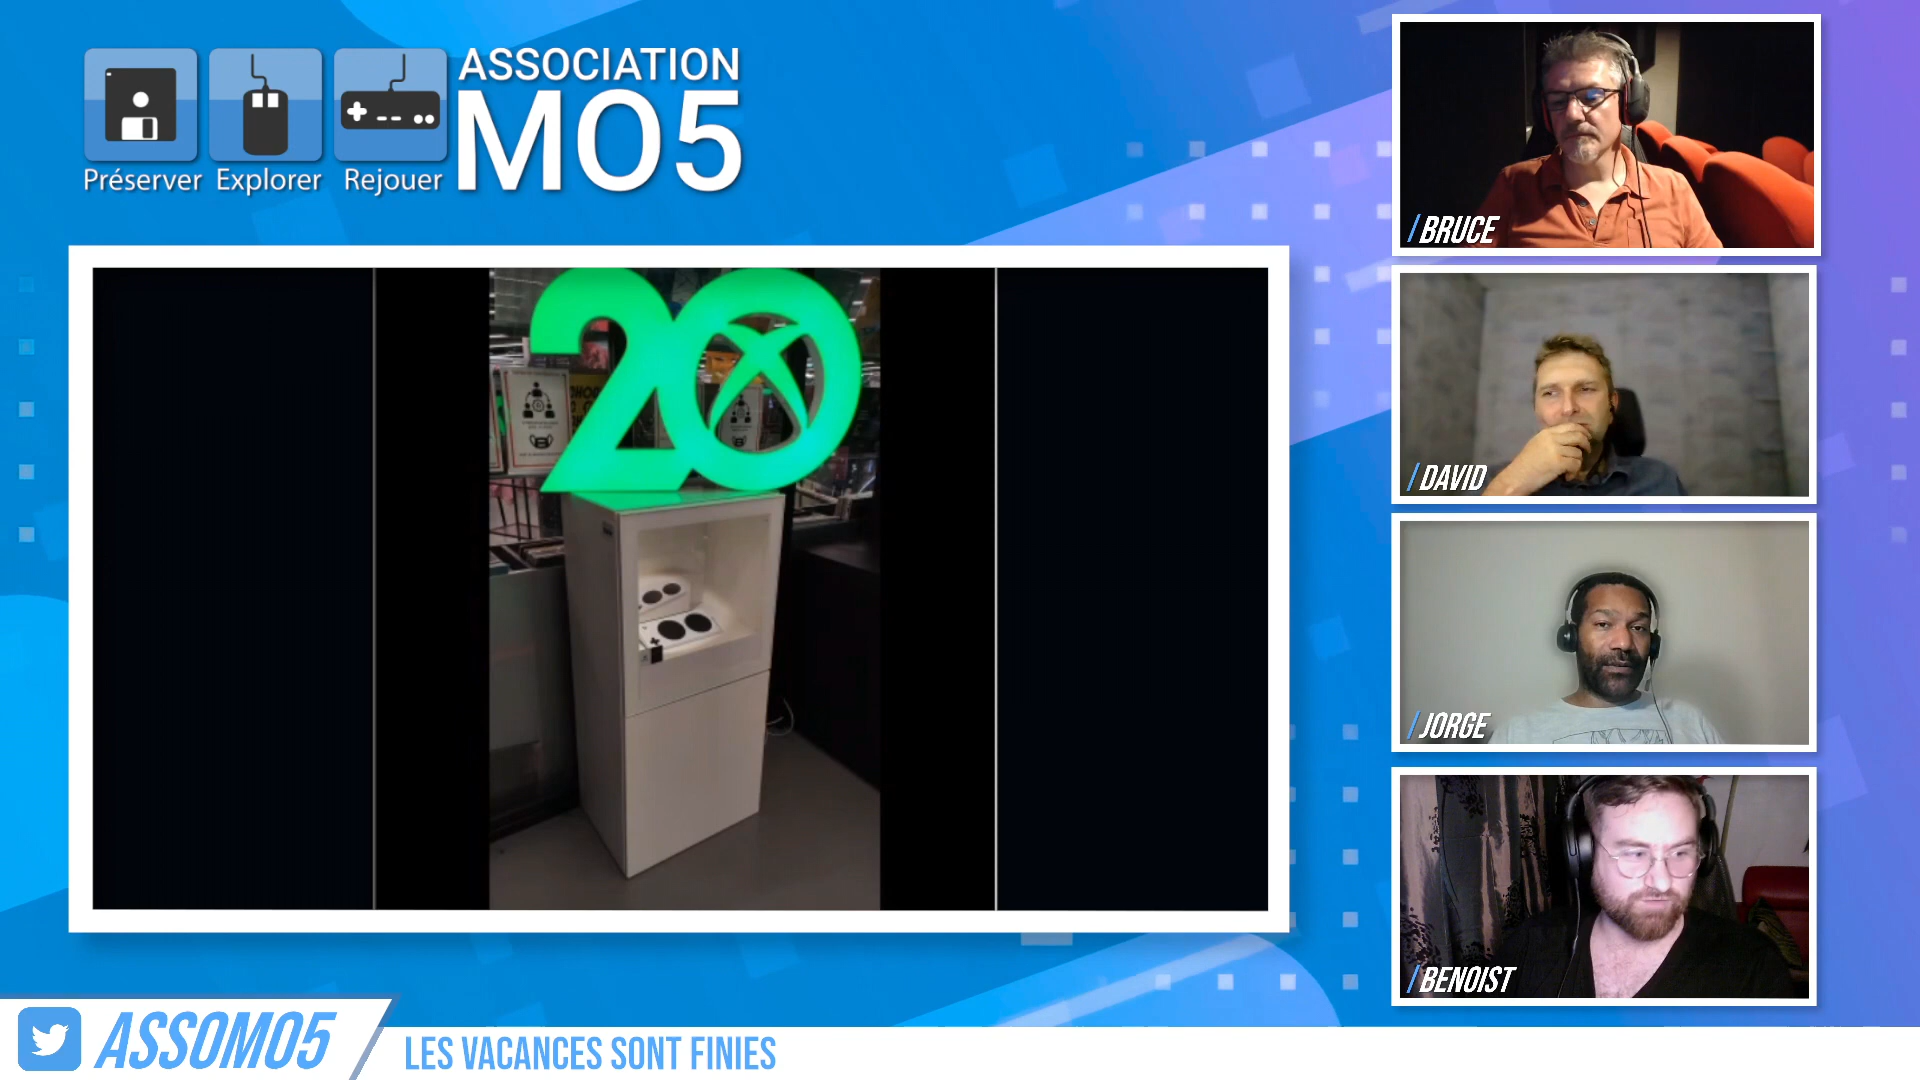 ASSOCIATION
MO5
Préserver Explorer Rejouer
20
/BRUCE
/DAVID
/JORGE
/BENOIST
ASSOMO5
LES VACANCES SONT FINIES